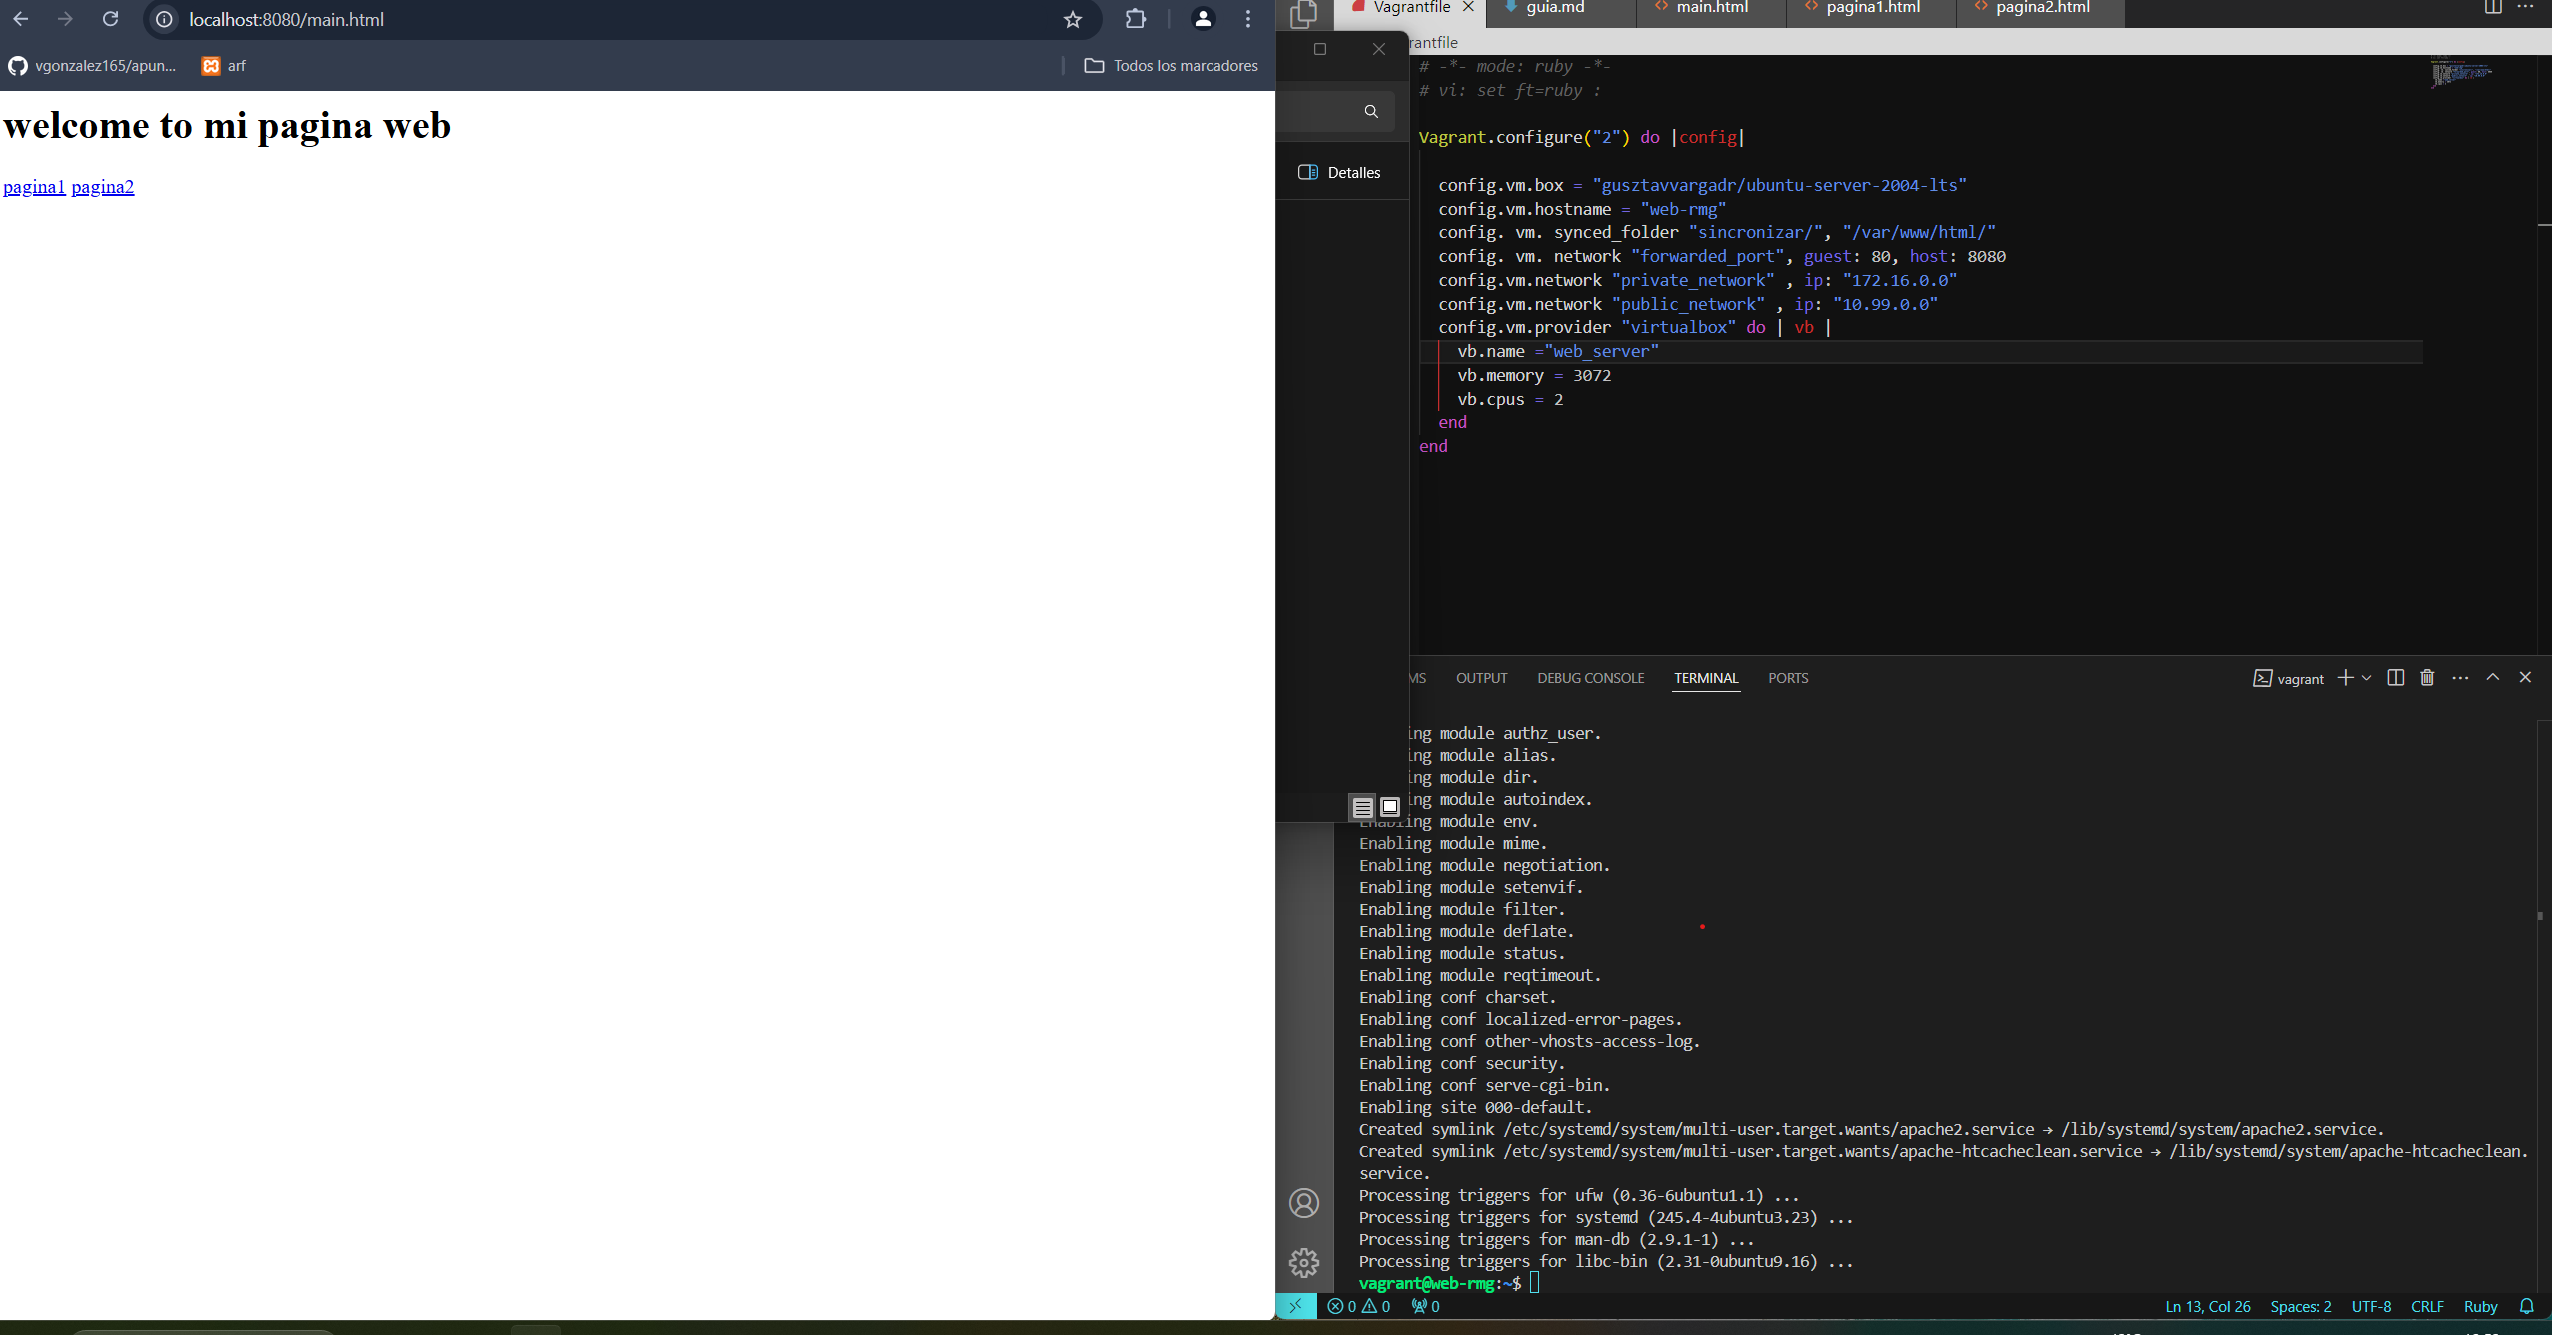 localhost:8080/main.html
vgonzalez165/apun...
arf
Todos los marcadores
welcome to mi pagina web
pagina1 pagina2
Detalles
Vagrantfile
guia.md
main.html
pagina1.html
pagina2.html
rantfile
# -*- mode: ruby -*-
# vi: set ft=ruby :
Vagrant.configure("2") do |config|
config.vm.box = "gusztavvargadr/ubuntu-server-2004-lts"
config.vm.hostname = "web-rmg"
config. vm. synced_folder "sincronizar/", "/var/www/html/"
config. vm. network "forwarded_port", guest: 80, host: 8080
config.vm.network "private_network" , ip: "172.16.0.0"
config.vm.network "public_network" , ip: "10.99.0.0"
config.vm.provider "virtualbox" do | vb |
vb.name ="web_server"
vb.memory = 3072
vb.cpus = 2
end
end
MS OUTPUT DEBUG CONSOLE TERMINAL PORTS
vagrant
ing module authz_user.
ing module alias.
ing module dir.
ing module autoindex.
Enabling module env.
Enabling module mime.
Enabling module negotiation.
Enabling module setenvif.
Enabling module filter.
Enabling module deflate.
Enabling module status.
Enabling module reqtimeout.
Enabling conf charset.
Enabling conf localized-error-pages.
Enabling conf other-vhosts-access-log.
Enabling conf security.
Enabling conf serve-cgi-bin.
Enabling site 000-default.
Created symlink /etc/systemd/system/multi-user.target.wants/apache2.service → /lib/systemd/system/apache2.service.
Created symlink /etc/systemd/system/multi-user.target.wants/apache-htcacheclean.service → /lib/systemd/system/apache-htcacheclean.
service.
Processing triggers for ufw (0.36-6ubuntu1.1) ...
Processing triggers for systemd (245.4-4ubuntu3.23) ...
Processing triggers for man-db (2.9.1-1) ...
Processing triggers for libc-bin (2.31-0ubuntu9.16) ...
vagrant@web-rmg:~$
0 0 0
Ln 13, Col 26 Spaces: 2 UTF-8 CRLF Ruby